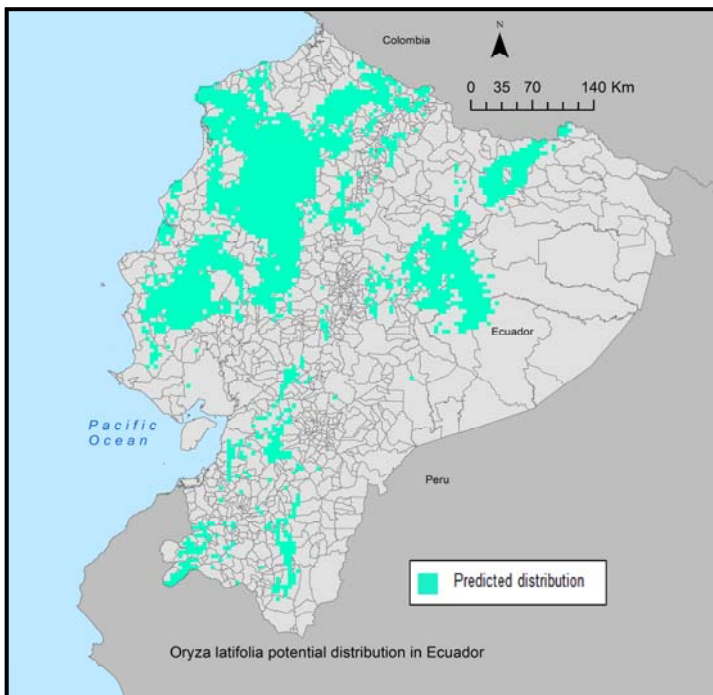 Colombia
N
0 35 70 140 Km
Ecuador
Pacific
Ocean
Peru
Predicted distribution
Oryza latifolia potential distribution in Ecuador